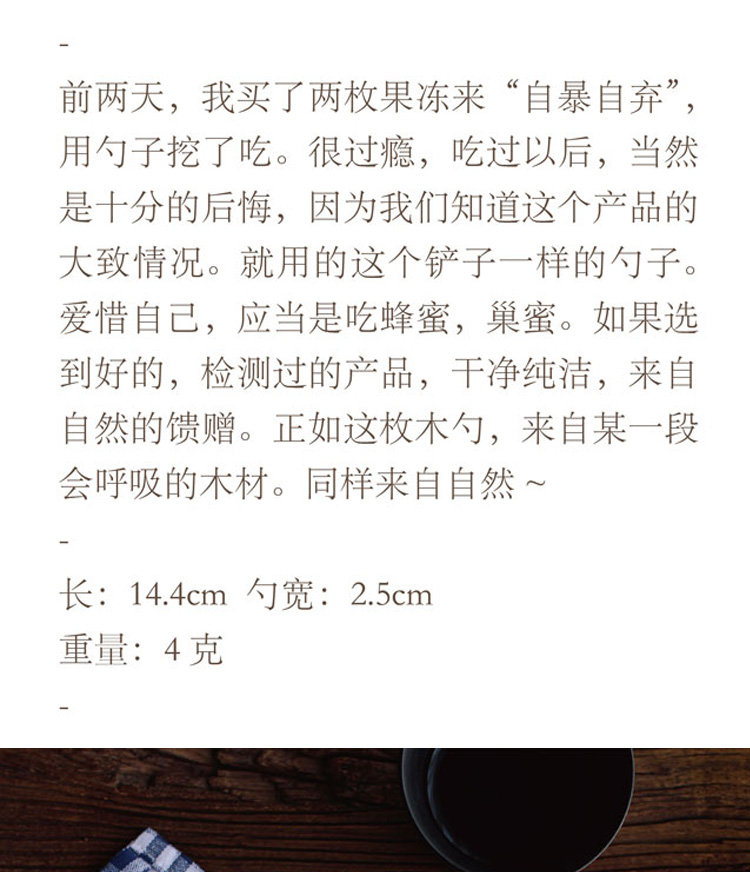 -
前两天，我买了两枚果冻来“自暴自弃”，
用勺子挖了吃。很过瘾，吃过以后，当然
是十分的后悔，因为我们知道这个产品的
大致情况。就用的这个铲子一样的勺子。
爱惜自己，应当是吃蜂蜜，巢蜜。如果选
到好的，检测过的产品，干净纯洁，来自
自然的馈赠。正如这枚木勺，来自某一段
会呼吸的木材。同样来自自然 ~
-
长：14.4cm 勺宽：2.5cm
重量：4 克
-